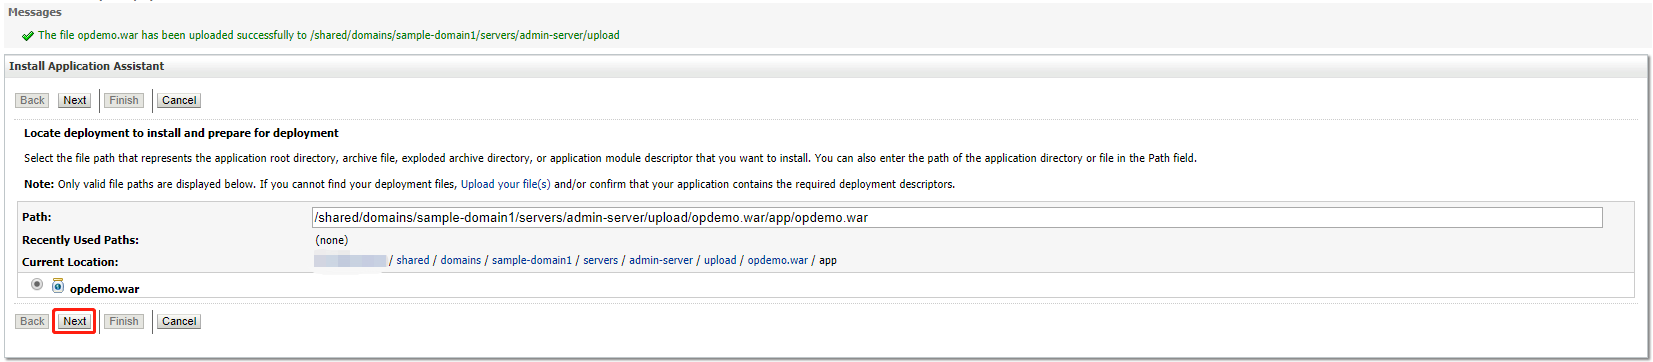 Messages
The file opdemo.war has been uploaded successfully to /shared/domains/sample-domain1/servers/admin-server/upload
Install Application Assistant
Back Next Finish Cancel
Locate deployment to install and prepare for deployment
Select the file path that represents the application root directory, archive file, exploded archive directory, or application module descriptor that you want to install. You can also enter the path of the application directory or file in the Path field.
Note: Only valid file paths are displayed below. If you cannot find your deployment files, Upload your file(s) and/or confirm that your application contains the required deployment descriptors.
Path: /shared/domains/sample-domain1/servers/admin-server/upload/opdemo.war/app/opdemo.war
Recently Used Paths: (none)
Current Location: / shared / domains / sample-domain1 / servers / admin-server / upload / opdemo.war / app
opdemo.war
Back Next Finish Cancel